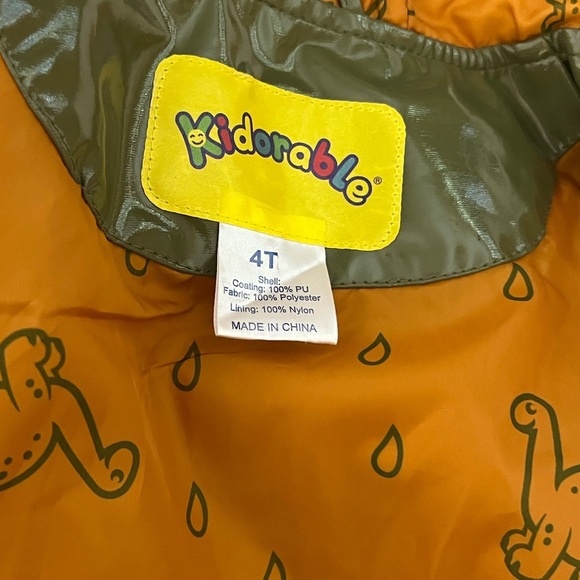 Kidorable®
4T
Shell:
Coating: 100% PU
Fabric: 100% Polyester
Lining: 100% Nylon
MADE IN CHINA